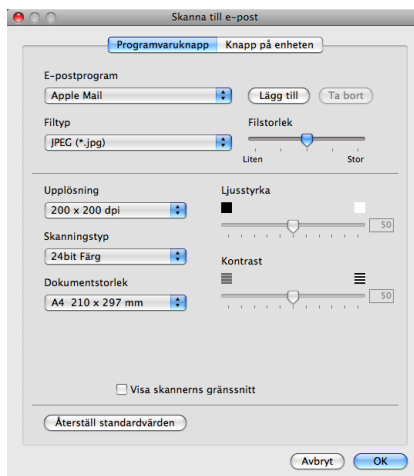 Skanna till e-post
Programvaruknapp Knapp på enheten
E-postprogram
Apple Mail Lägg till Ta bort
Filtyp Filstorlek
JPEG (*.jpg)
Liten Stor
Upplösning Ljusstyrka
200 x 200 dpi
50
Skanningstyp
24bit Färg Kontrast
Dokumentstorlek
A4 210 x 297 mm 50
Visa skannerns gränssnitt
Återställ standardvärden
Avbryt OK